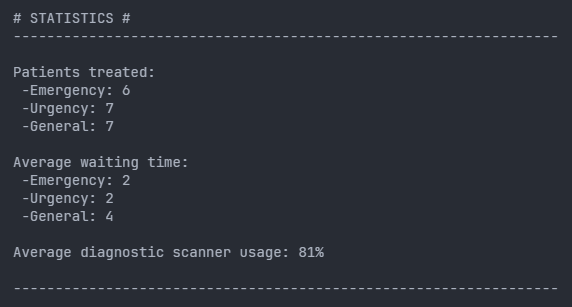 # STATISTICS #
-----------------------------------------------------------------
Patients treated:
-Emergency: 6
-Urgency: 7
-General: 7
Average waiting time:
-Emergency: 2
-Urgency: 2
-General: 4
Average diagnostic scanner usage: 81%
-----------------------------------------------------------------